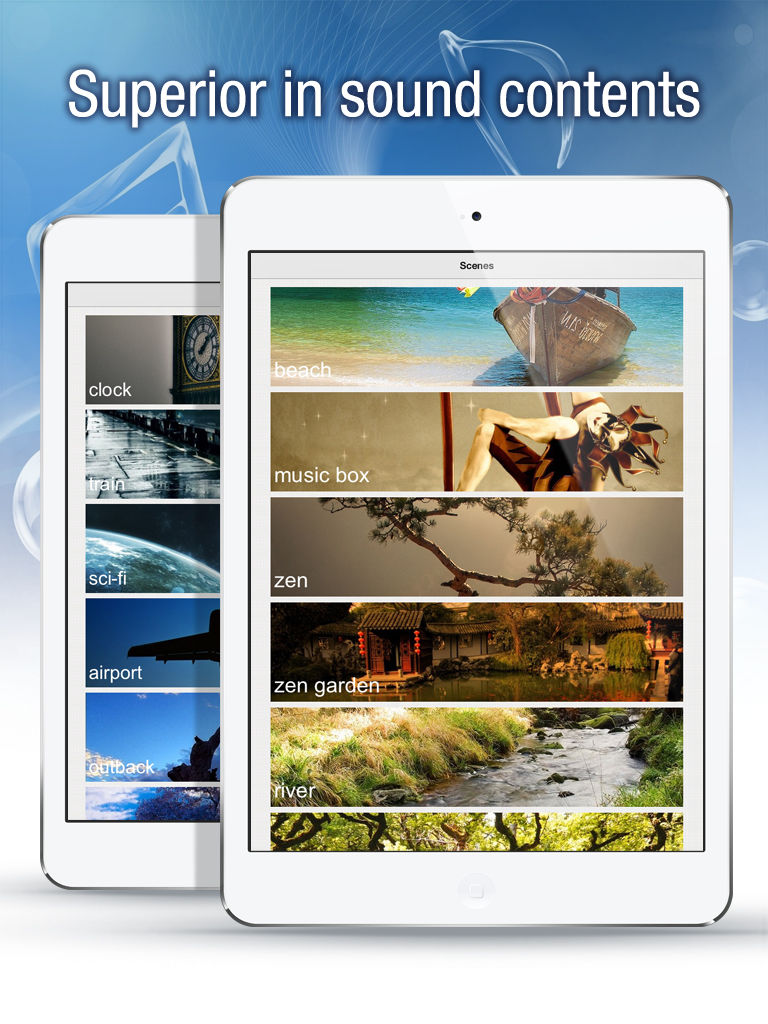 Superior in sound contents
Scenes
beach
music box
zen
zen garden
river
clock
train
sci-fi
airport
outback